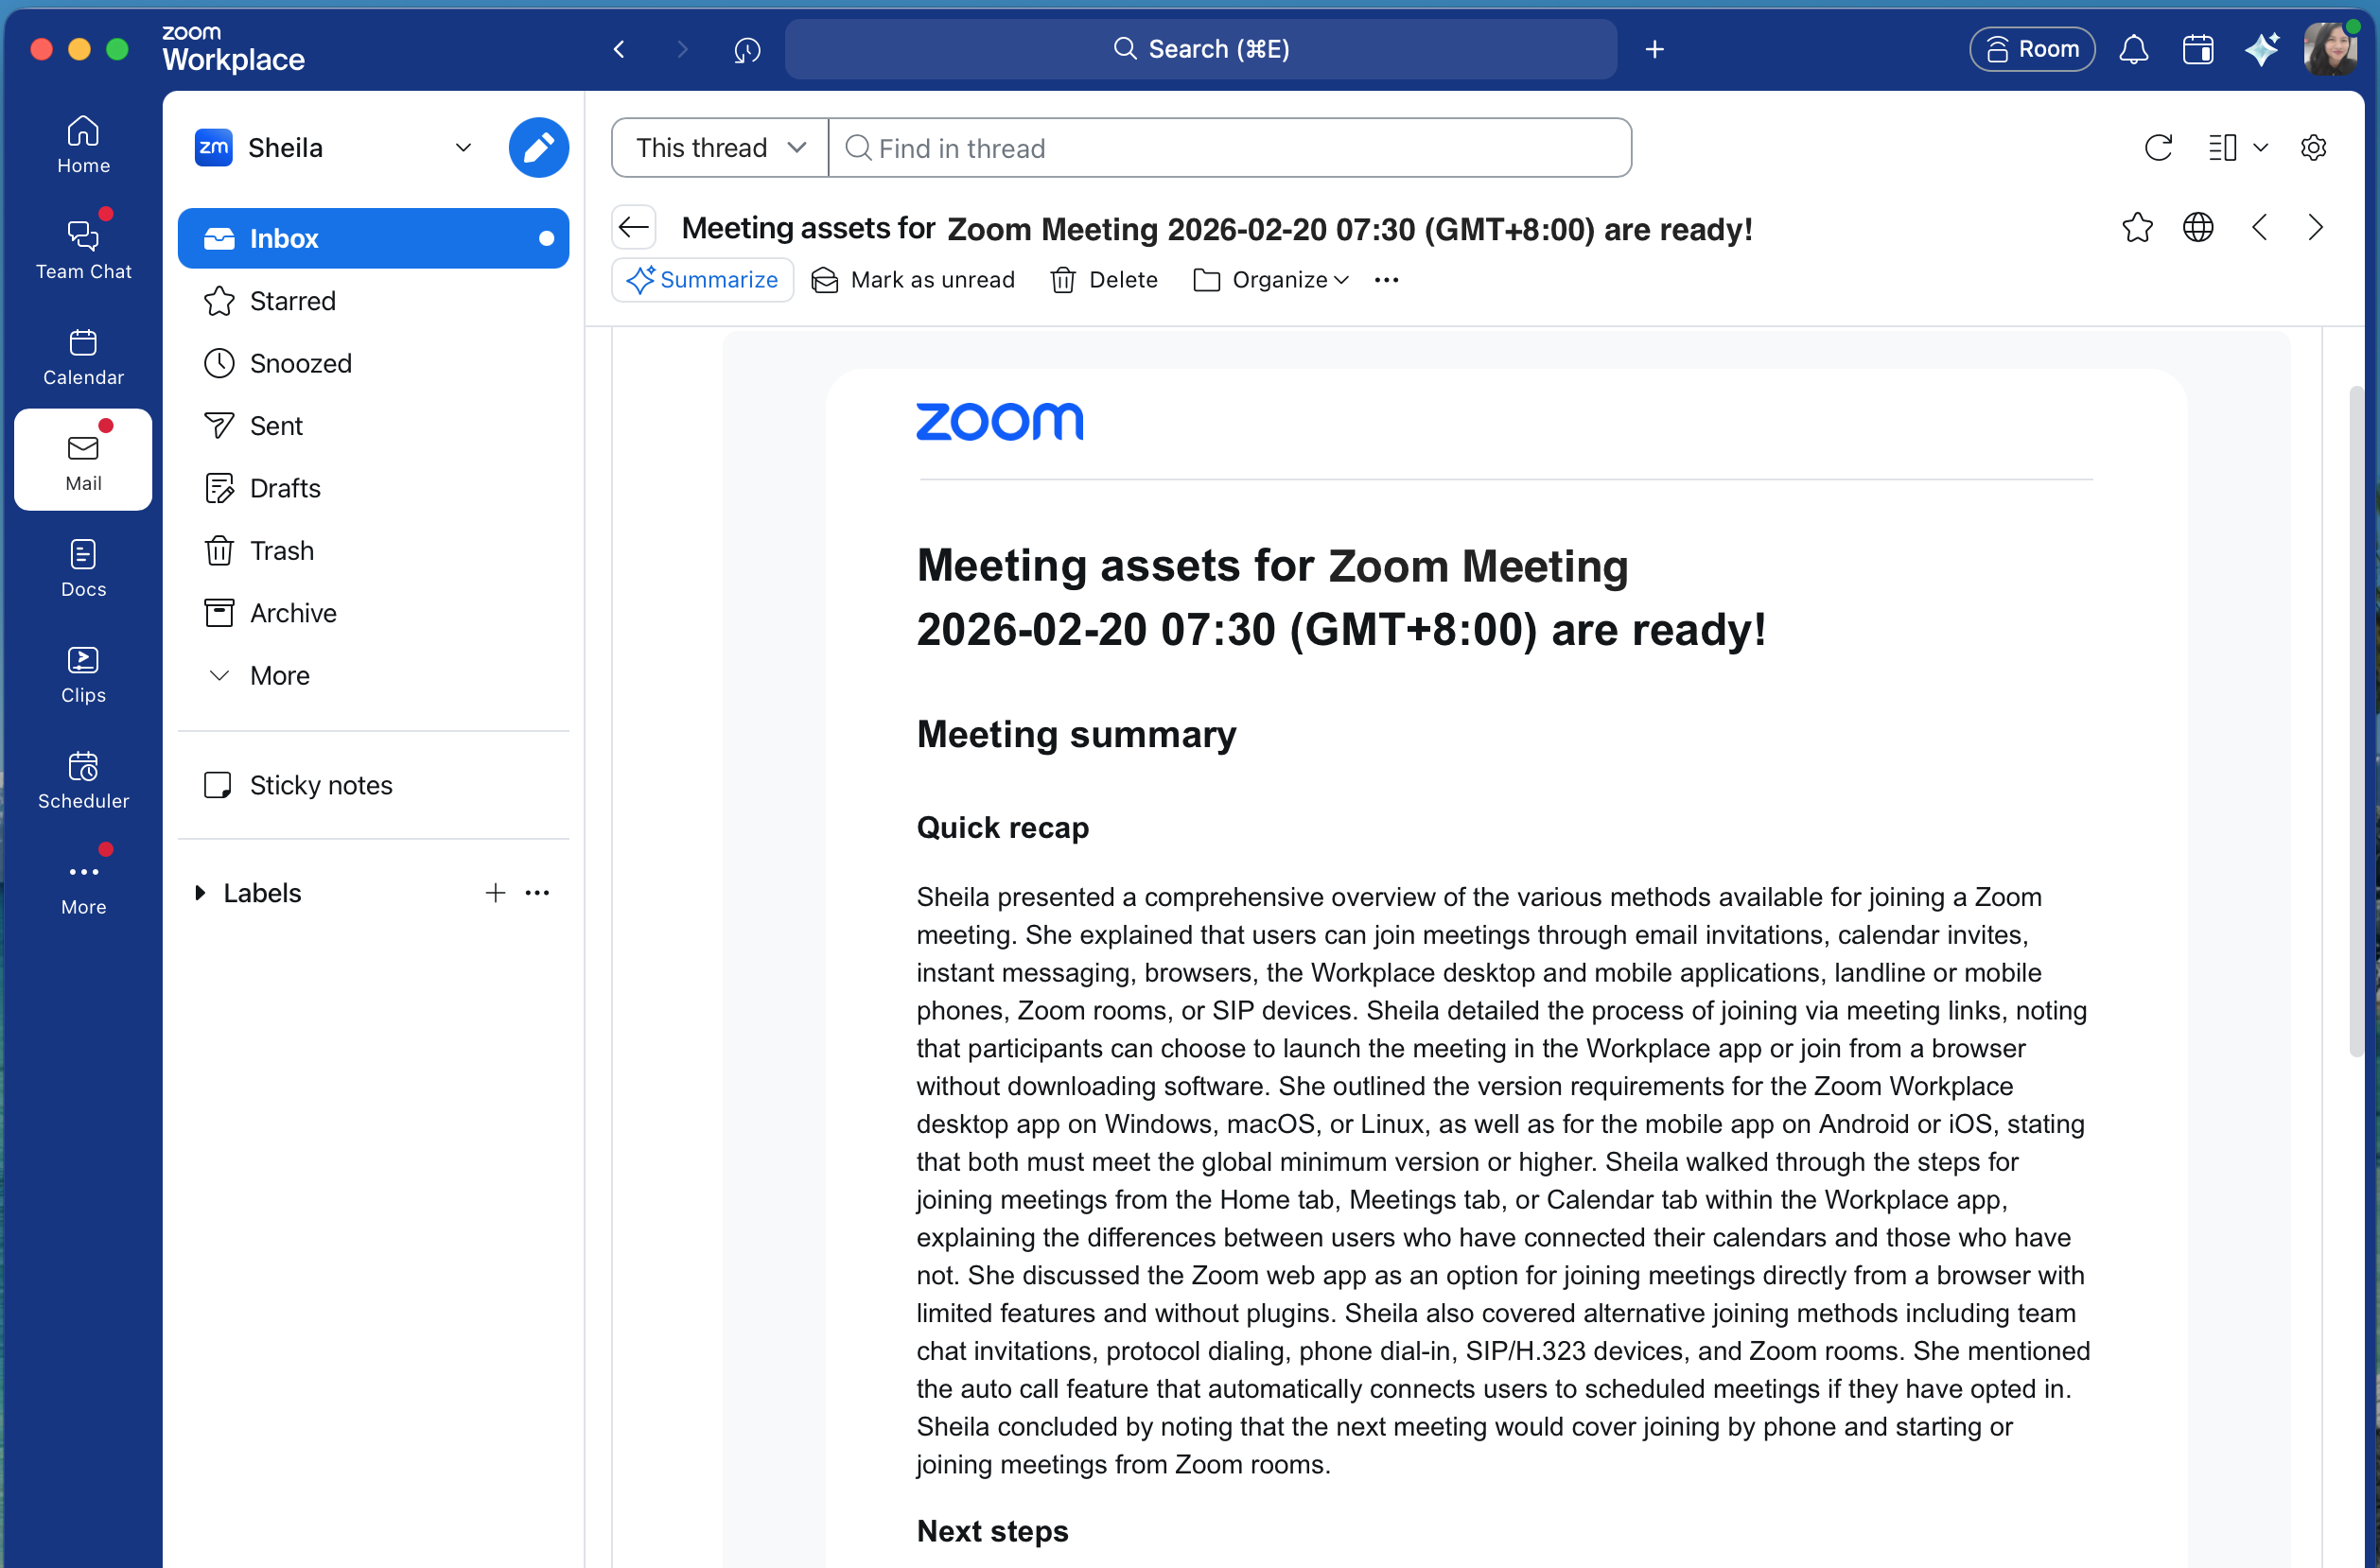 zoom
Workplace
Search (⌘E)
Room
Home
Team Chat
Calendar
Mail
Docs
Clips
Scheduler
More
zm Sheila
Inbox
Starred
Snoozed
Sent
Drafts
Trash
Archive
More
Sticky notes
Labels
This thread
Find in thread
Meeting assets for Zoom Meeting 2026-02-20 07:30 (GMT+8:00) are ready!
Summarize
Mark as unread
Delete
Organize
zoom
Meeting assets for Zoom Meeting
2026-02-20 07:30 (GMT+8:00) are ready!
Meeting summary
Quick recap
Sheila presented a comprehensive overview of the various methods available for joining a Zoom
meeting. She explained that users can join meetings through email invitations, calendar invites,
instant messaging, browsers, the Workplace desktop and mobile applications, landline or mobile
phones, Zoom rooms, or SIP devices. Sheila detailed the process of joining via meeting links, noting
that participants can choose to launch the meeting in the Workplace app or join from a browser
without downloading software. She outlined the version requirements for the Zoom Workplace
desktop app on Windows, macOS, or Linux, as well as for the mobile app on Android or iOS, stating
that both must meet the global minimum version or higher. Sheila walked through the steps for
joining meetings from the Home tab, Meetings tab, or Calendar tab within the Workplace app,
explaining the differences between users who have connected their calendars and those who have
not. She discussed the Zoom web app as an option for joining meetings directly from a browser with
limited features and without plugins. Sheila also covered alternative joining methods including team
chat invitations, protocol dialing, phone dial-in, SIP/H.323 devices, and Zoom rooms. She mentioned
the auto call feature that automatically connects users to scheduled meetings if they have opted in.
Sheila concluded by noting that the next meeting would cover joining by phone and starting or
joining meetings from Zoom rooms.
Next steps